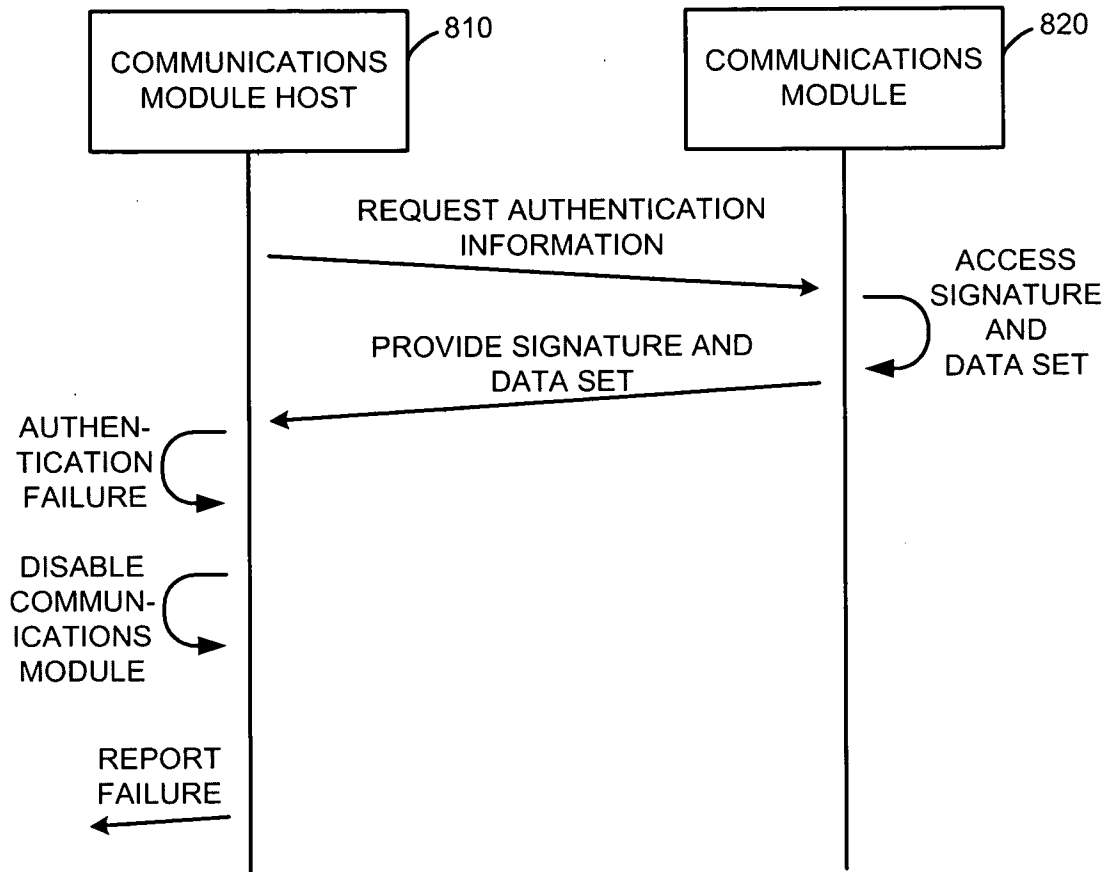 810
COMMUNICATIONS
MODULE HOST
820
COMMUNICATIONS
MODULE
REQUEST AUTHENTICATION
INFORMATION
ACCESS
SIGNATURE
AND
DATA SET
PROVIDE SIGNATURE AND
DATA SET
AUTHEN-
TICATION
FAILURE
DISABLE
COMMUN-
ICATIONS
MODULE
REPORT
FAILURE